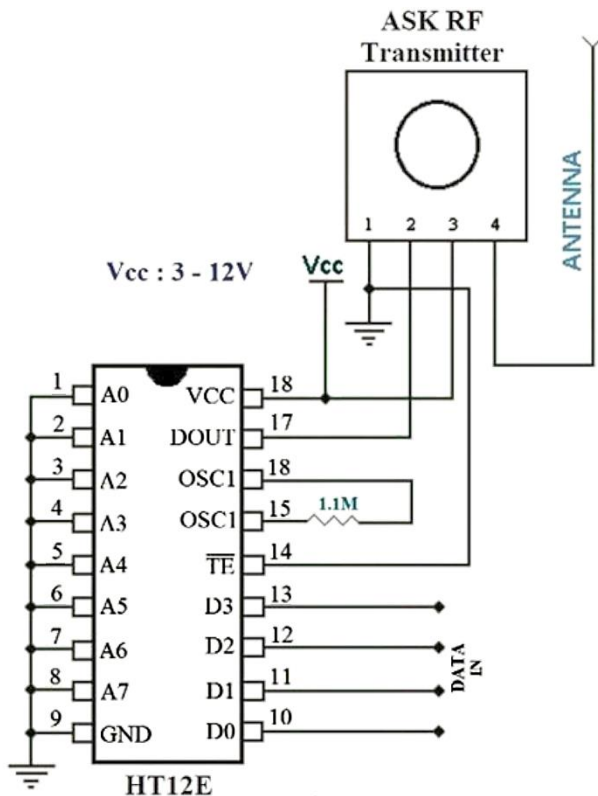 ASK RF
Transmitter
1 2 3 4
ANTENNA
Vcc : 3 - 12V
Vcc
1 A0 VCC 18
2 A1 DOUT 17
3 Λ2 OSC1 18
4 Λ3 OSC1 15
1.1M
5 A4 TE 14
6 A5 D3 13
7 A6 D2 12
8 A7 D1 11
9 GND D0 10
DATA
IN
HT12E